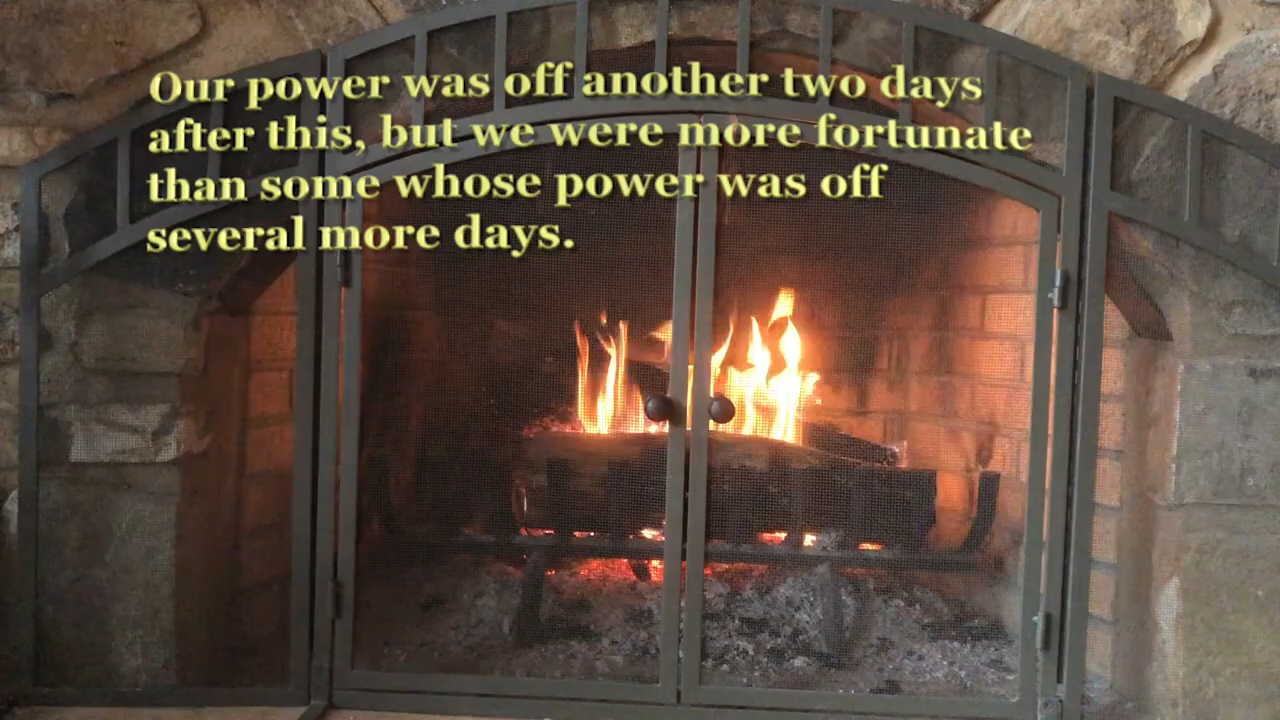 Our power was off another two days
after this, but we were more fortunate
than some whose power was off
several more days.